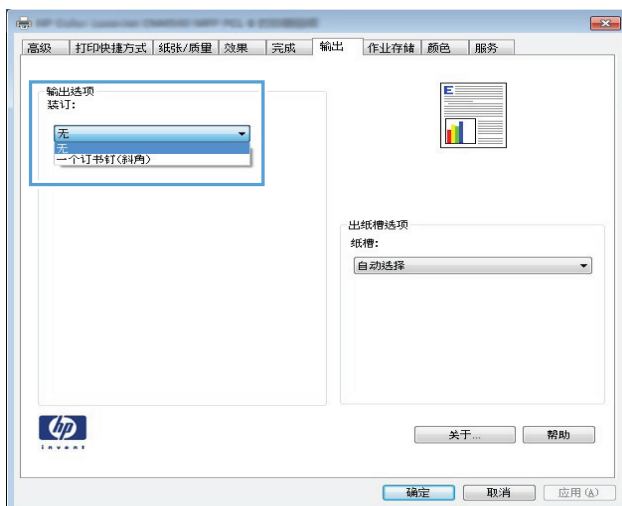 高级 打印快捷方式 纸张/质量 效果 完成 输出 作业存储 颜色 服务
输出选项
装订:
无
无
一个订书钉(斜角)
E
出纸槽选项
纸槽:
自动选择
hp
invent
关于...
帮助
确定
取消
应用(A)